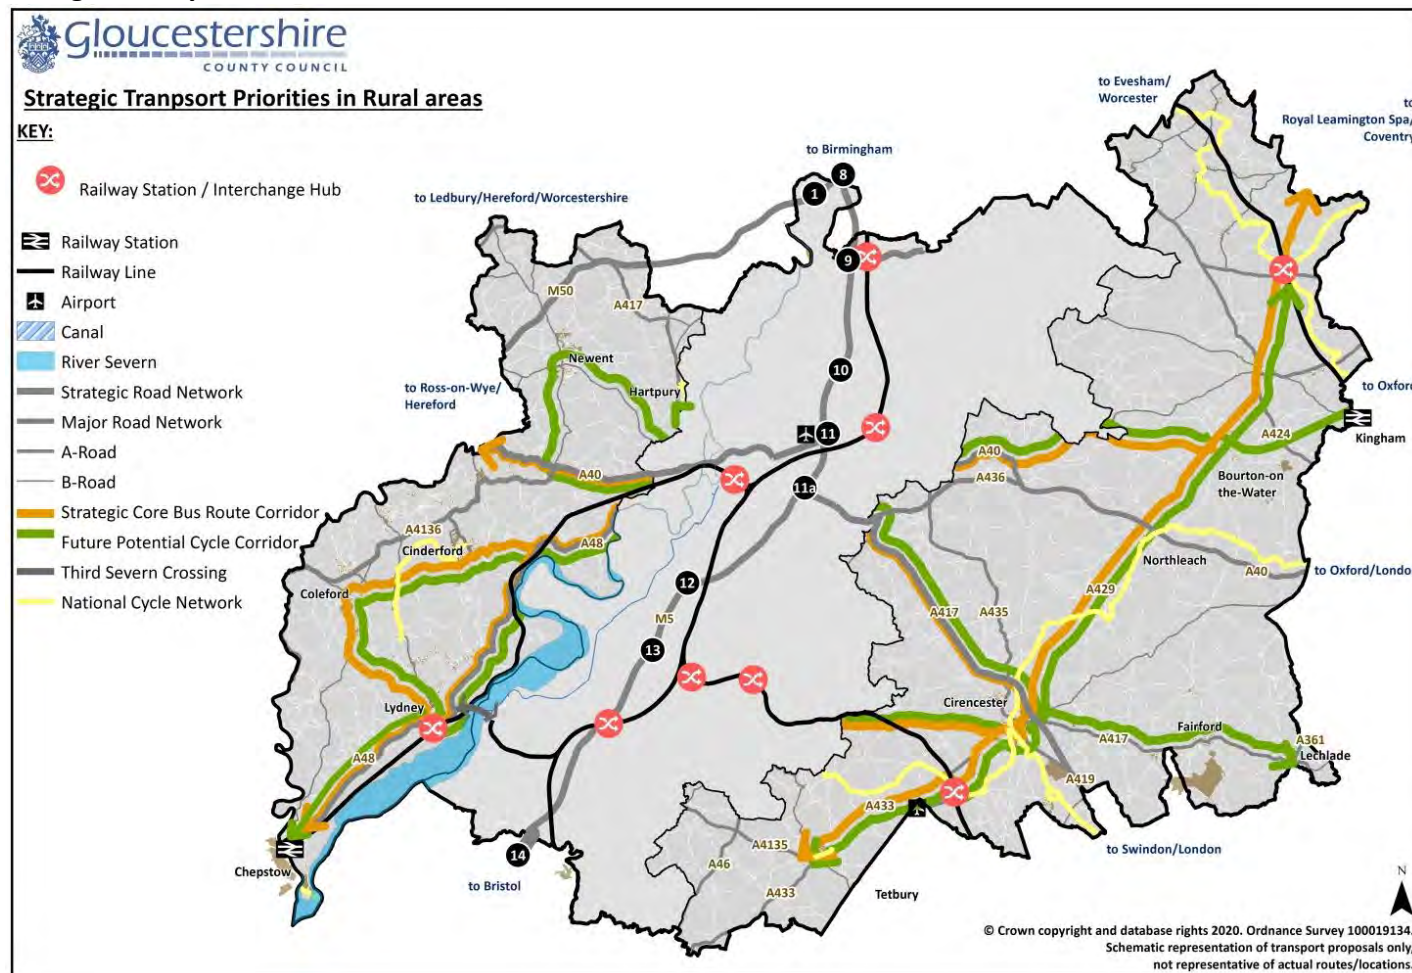 Gloucestershire
COUNTY COUNCIL
Strategic Tranpsort Priorities in Rural areas
KEY:
Railway Station / Interchange Hub
Railway Station
Railway Line
Airport
Canal
River Severn
Strategic Road Network
Major Road Network
A-Road
B-Road
Strategic Core Bus Route Corridor
Future Potential Cycle Corridor
Third Severn Crossing
National Cycle Network
to Evesham/
Worcester
to
Royal Leamington Spa/
Coventry
to Birmingham
8
1
to Ledbury/Hereford/Worcestershire
9
M50
A417
Newent
10
Hartpury
to Ross-on-Wye/
Hereford
to Oxford
A424
Kingham
11
A40
A40
A436
Bourton-on
the-Water
11a
A4136
Cinderford
A48
Northleach
A40
to Oxford/London
Coleford
12
A429
A417
A435
M5
13
Lydney
Cirencester
Fairford
A417
A361
Lechlade
A48
A419
A433
A4135
14
A46
to Swindon/London
Chepstow
to Bristol
A433
Tetbury
N
© Crown copyright and database rights 2020. Ordnance Survey 100019134.
Schematic representation of transport proposals only,
not representative of actual routes/locations.